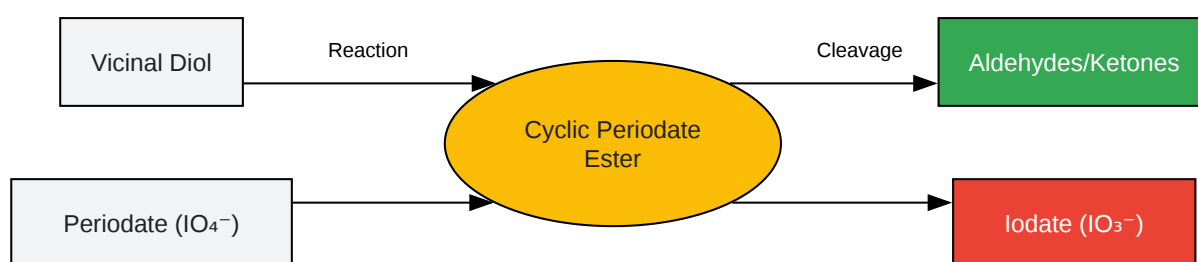 Vicinal Diol
Reaction
Cleavage
Aldehydes/Ketones
Cyclic Periodate
Ester
Periodate (IO₄⁻)
Iodate (IO₃⁻)